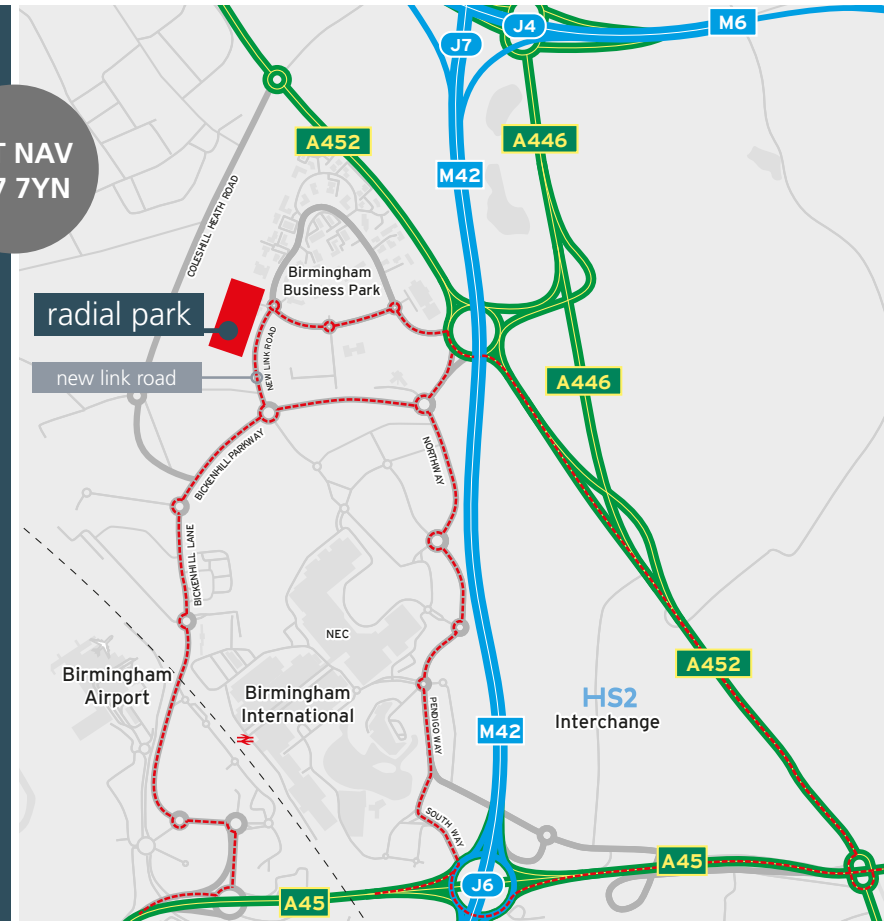 J4
M6
J7
T NAV
7 7YN
A452
A446
M42
COLESHILL HEATH ROAD
Birmingham
Business Park
radial park
NEW LINK ROAD
new link road
A446
BICKENHILL PARKWAY
NORTHWAY
BICKENHILL LANE
NEC
A452
Birmingham
Airport
Birmingham
International
HS2
Interchange
PENDIGO WAY
M42
SOUTH WAY
A45
J6
A45